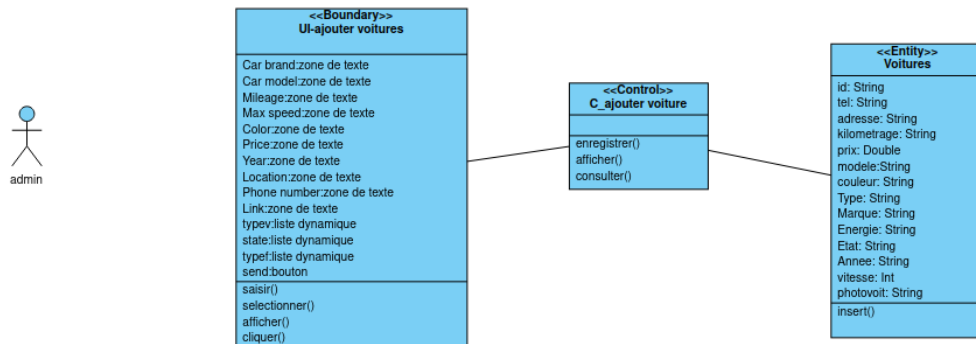 admin
<<Boundary>>
UI-ajouter voitures
Car brand:zone de texte
Car model:zone de texte
Mileage:zone de texte
Max speed:zone de texte
Color:zone de texte
Price:zone de texte
Year:zone de texte
Location:zone de texte
Phone number:zone de texte
Link:zone de texte
typev:liste dynamique
state:liste dynamique
typef:liste dynamique
send:bouton
saisir()
selectionner()
afficher()
cliquer()
<<Control>>
C_ajouter voiture
enregistrer()
afficher()
consulter()
<<Entity>>
Voitures
id: String
tel: String
adresse: String
kilometrage: String
prix: Double
modele:String
couleur: String
Type: String
Marque: String
Energie: String
Etat: String
Annee: String
vitesse: Int
photovoit: String
insert()